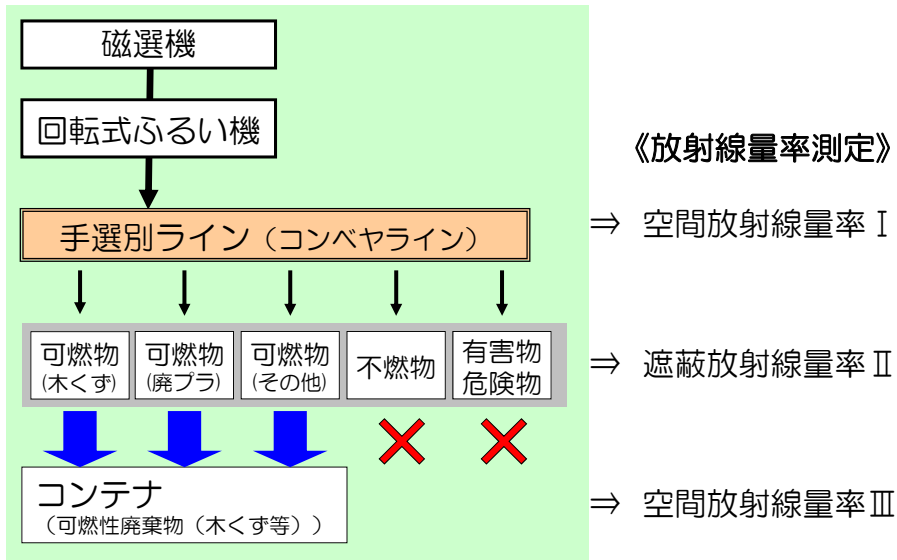 磁選機
回転式ふるい機
《放射線量率測定》
手選別ライン（コンベヤライン）
⇒ 空間放射線量率Ⅰ
可燃物
(木くず)
可燃物
(廃プラ)
可燃物
(その他)
不燃物
有害物
危険物
⇒ 遮蔽放射線量率Ⅱ
コンテナ
（可燃性廃棄物（木くず等））
⇒ 空間放射線量率Ⅲ